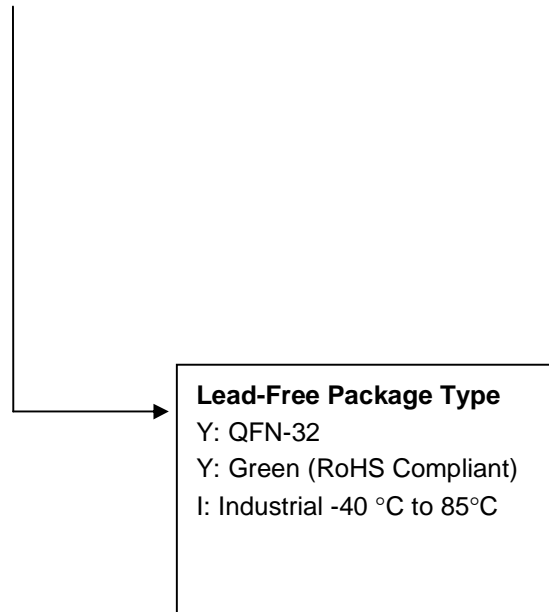 Lead-Free Package Type
Y: QFN-32
Y: Green (RoHS Compliant)
I: Industrial -40 °C to 85°C